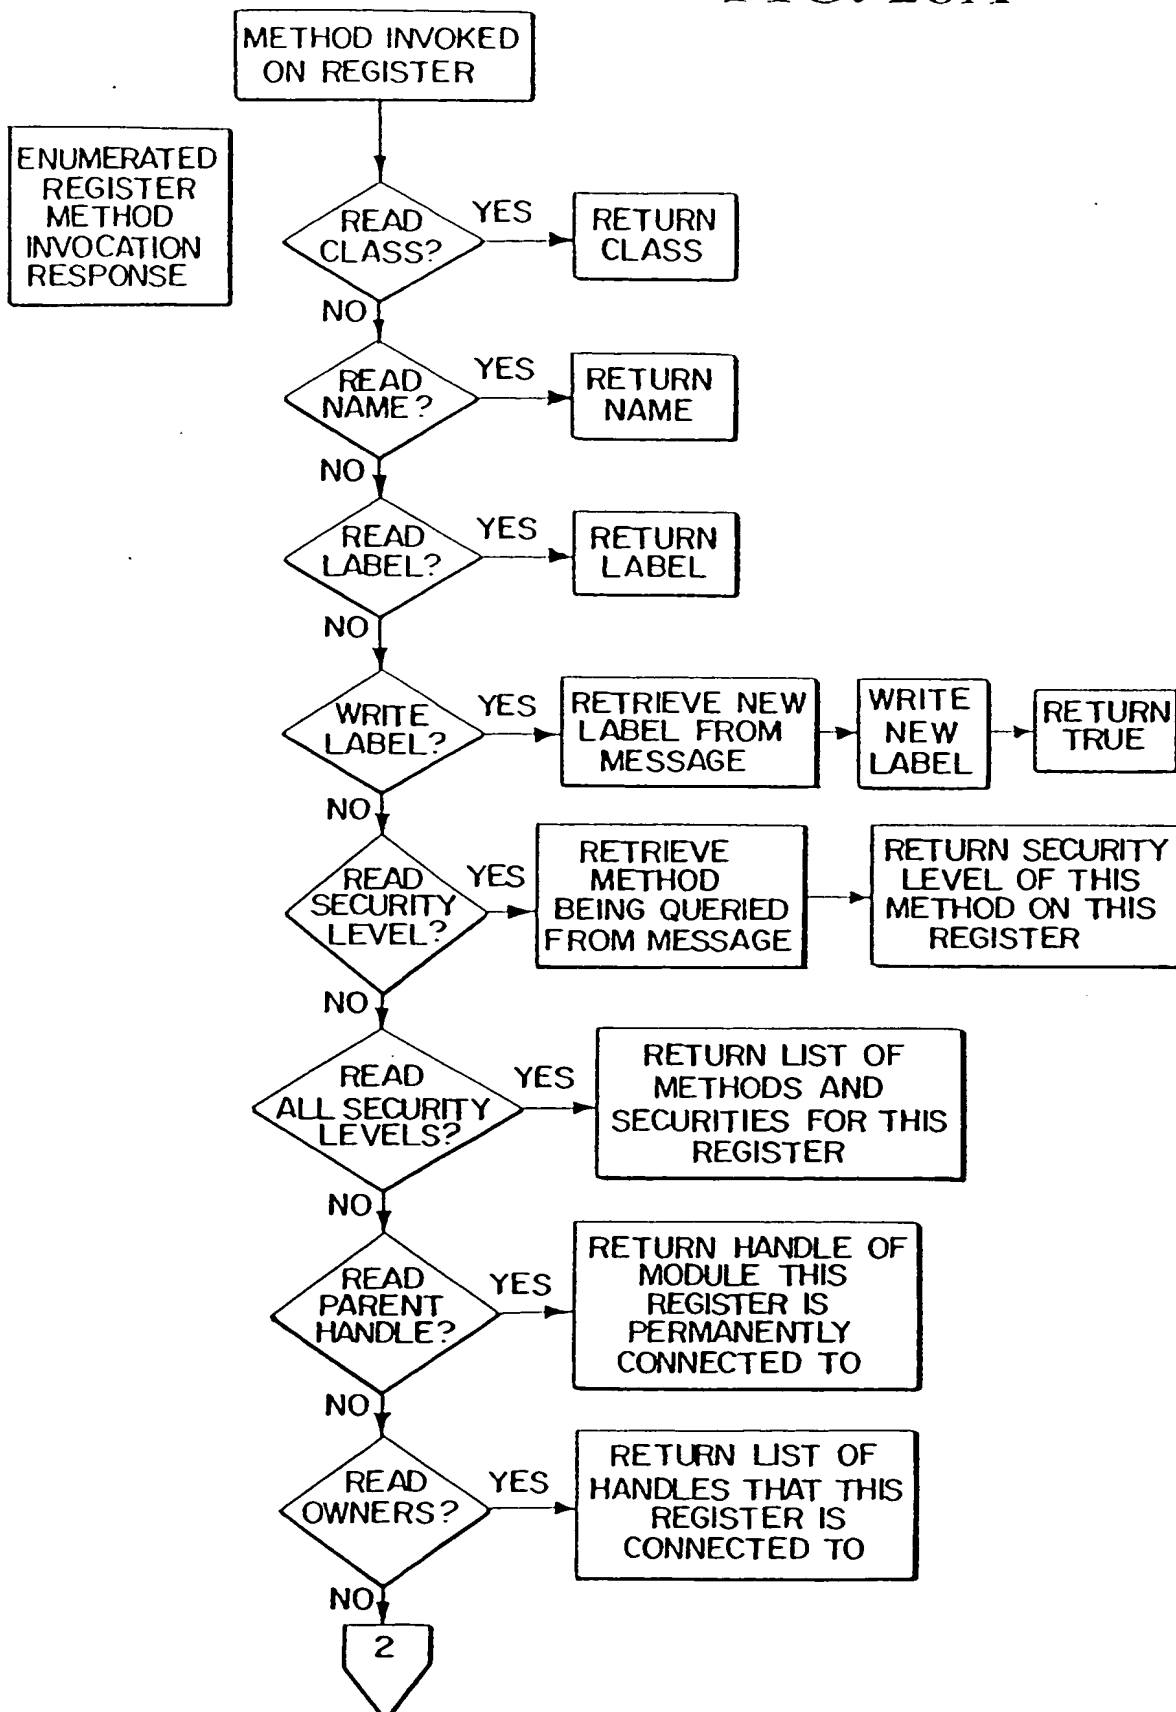 METHOD INVOKED
ON REGISTER
ENUMERATED
REGISTER
METHOD
INVOCATION
RESPONSE
READ
CLASS?
YES
RETURN
CLASS
NO
READ
NAME?
YES
RETURN
NAME
NO
READ
LABEL?
YES
RETURN
LABEL
NO
WRITE
LABEL?
YES
RETRIEVE NEW
LABEL FROM
MESSAGE
WRITE
NEW
LABEL
RETURN
TRUE
NO
READ
SECURITY
LEVEL?
YES
RETRIEVE
METHOD
BEING QUERIED
FROM MESSAGE
RETURN SECURITY
LEVEL OF THIS
METHOD ON THIS
REGISTER
NO
READ
ALL SECURITY
LEVELS?
YES
RETURN LIST OF
METHODS AND
SECURITIES FOR THIS
REGISTER
NO
READ
PARENT
HANDLE?
YES
RETURN HANDLE OF
MODULE THIS
REGISTER IS
PERMANENTLY
CONNECTED TO
NO
READ
OWNERS?
YES
RETURN LIST OF
HANDLES THAT THIS
REGISTER IS
CONNECTED TO
NO
2